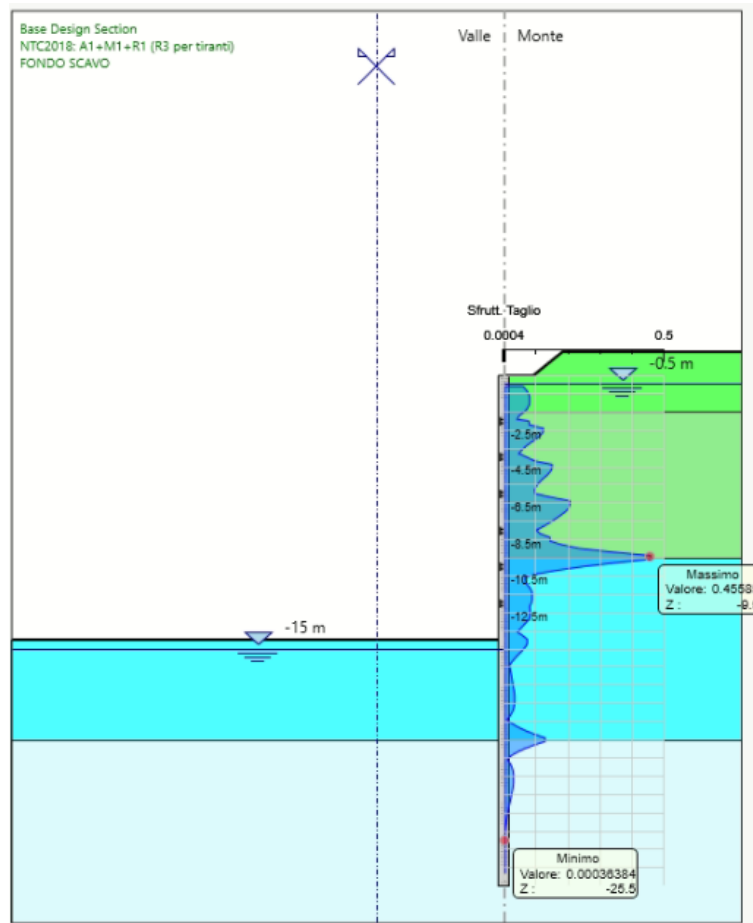 Base Design Section
NTC2018: A1+M1+R1 (R3 per tiranti)
FONDO SCAVO
Valle
Monte
Sfrutt. Taglio
0.0004
0.5
-0.5 m
-2.5m
-4.5m
-6.5m
-8.5m
Massimo
Valore: 0.4558
Z :
-10.5m
-12.5m
-15 m
Minimo
Valore: 0.00036384
Z : -25.5